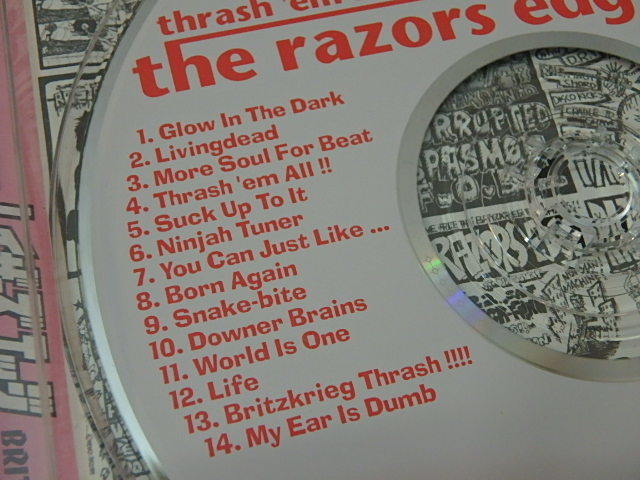 thrash 'em
the razors edg
1. Glow In The Dark
2. Livingdead
3. More Soul For Beat
4. Thrash 'em All !!
5. Suck Up To It
6. Ninjah Tuner
7. You Can Just Like ...
8. Born Again
9. Snake-bite
10. Downer Brains
11. World Is One
12. Life
13. Britzkrieg Thrash !!!!
14. My Ear Is Dumb
RRUPTED
RAZORS
BRI